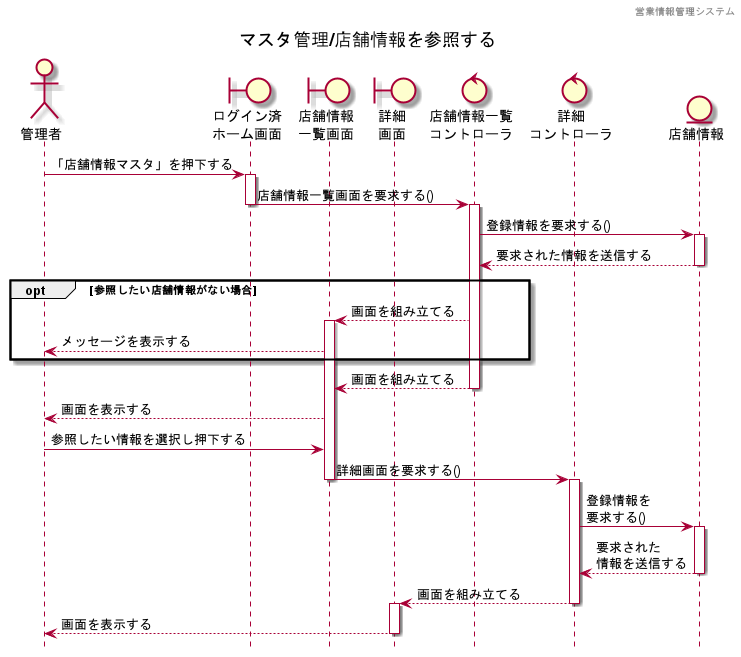 営業情報管理システム
マスタ管理/店舗情報を参照する
管理者
ログイン済
ホーム画面
店舗情報
一覧画面
詳細
画面
店舗情報一覧
コントローラ
詳細
コントローラ
店舗情報
「店舗情報マスタ」を押下する
店舗情報一覧画面を要求する()
登録情報を要求する()
要求された情報を送信する
opt [参照したい店舗情報がない場合]
画面を組み立てる
メッセージを表示する
画面を組み立てる
画面を表示する
参照したい情報を選択し押下する
詳細画面を要求する()
登録情報を
要求する()
要求された
情報を送信する
画面を組み立てる
画面を表示する